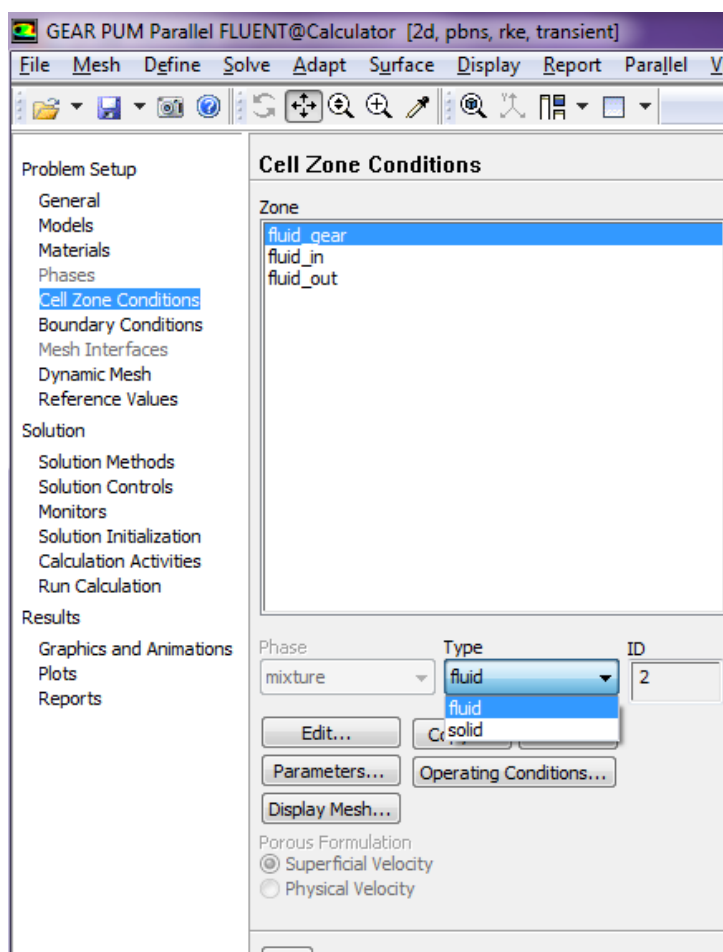 GEAR PUM Parallel FLUENT@Calculator [2d, pbns, rke, transient]
File Mesh Define Solve Adapt Surface Display Report Parallel V
Problem Setup
General
Models
Materials
Phases
Cell Zone Conditions
Boundary Conditions
Mesh Interfaces
Dynamic Mesh
Reference Values
Solution
Solution Methods
Solution Controls
Monitors
Solution Initialization
Calculation Activities
Run Calculation
Results
Graphics and Animations
Plots
Reports
Cell Zone Conditions
Zone
fluid_gear
fluid_in
fluid_out
Phase Type ID
mixture fluid 2
fluid
solid
Edit...
Parameters... Operating Conditions...
Display Mesh...
Porous Formulation
Superficial Velocity
Physical Velocity